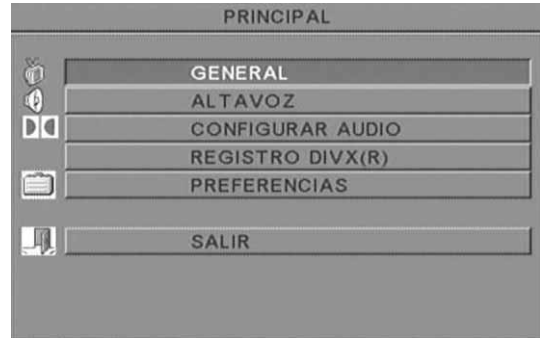 PRINCIPAL
GENERAL
ALTAVOZ
CONFIGURAR AUDIO
REGISTRO DIVX(R)
PREFERENCIAS
SALIR